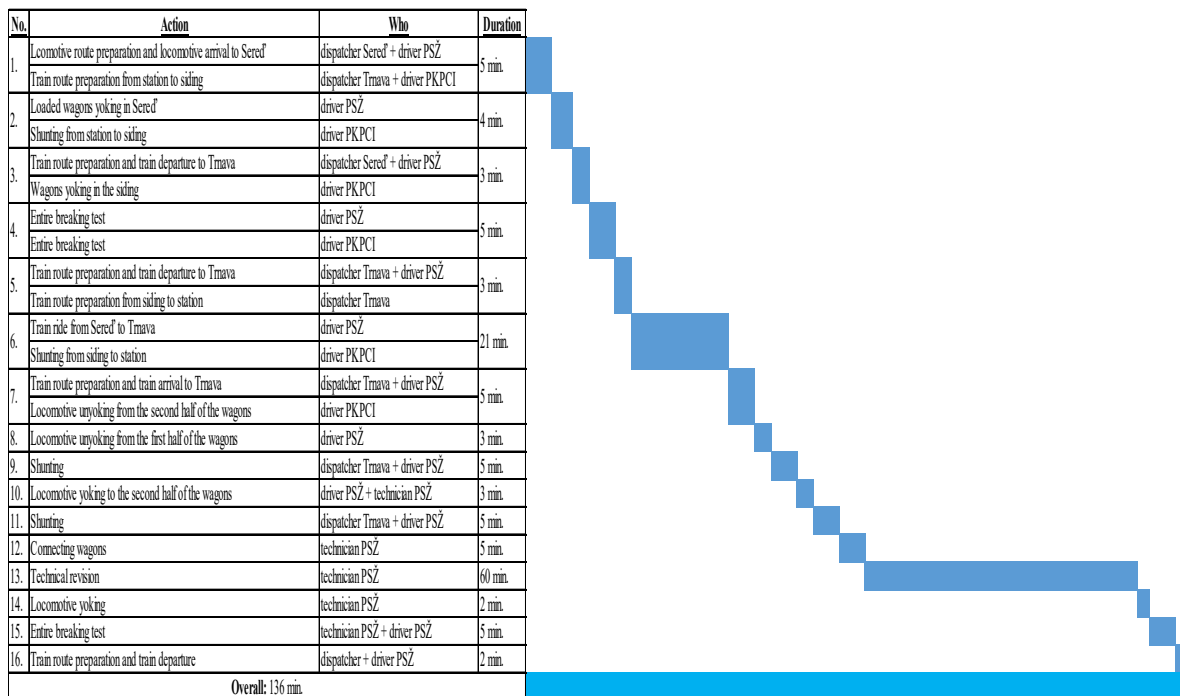 No. Action Who Duration
1. Lcomotive route preparation and locomotive arrival to Sereď dispatcher Sereď + driver PSŽ 5 min.
Train route preparation from station to siding dispatcher Trnava + driver PKPCI
2. Loaded wagons yoking in Sereď driver PSŽ 4 min.
Shunting from station to siding driver PKPCI
3. Train route preparation and train departure to Trnava dispatcher Sereď + driver PSŽ 3 min.
Wagons yoking in the siding driver PKPCI
4. Entire breaking test driver PSŽ 5 min.
Entire breaking test driver PKPCI
5. Train route preparation and train departure to Trnava dispatcher Trnava + driver PSŽ 3 min.
Train route preparation from siding to station dispatcher Trnava
6. Train ride from Sereď to Trnava driver PSŽ 21 min.
Shunting from siding to station driver PKPCI
7. Train route preparation and train arrival to Trnava dispatcher Trnava + driver PSŽ 5 min.
Locomotive unyoking from the second half of the wagons driver PKPCI
8. Locomotive unyoking from the first half of the wagons driver PSŽ 3 min.
9. Shunting dispatcher Trnava + driver PSŽ 5 min.
10. Locomotive yoking to the second half of the wagons driver PSŽ + technician PSŽ 3 min.
11. Shunting dispatcher Trnava + driver PSŽ 5 min.
12. Connecting wagons technician PSŽ 5 min.
13. Technical revision technician PSŽ 60 min.
14. Locomotive yoking technician PSŽ 2 min.
15. Entire breaking test technician PSŽ + driver PSŽ 5 min.
16. Train route preparation and train departure dispatcher + driver PSŽ 2 min.
Overall: 136 min.